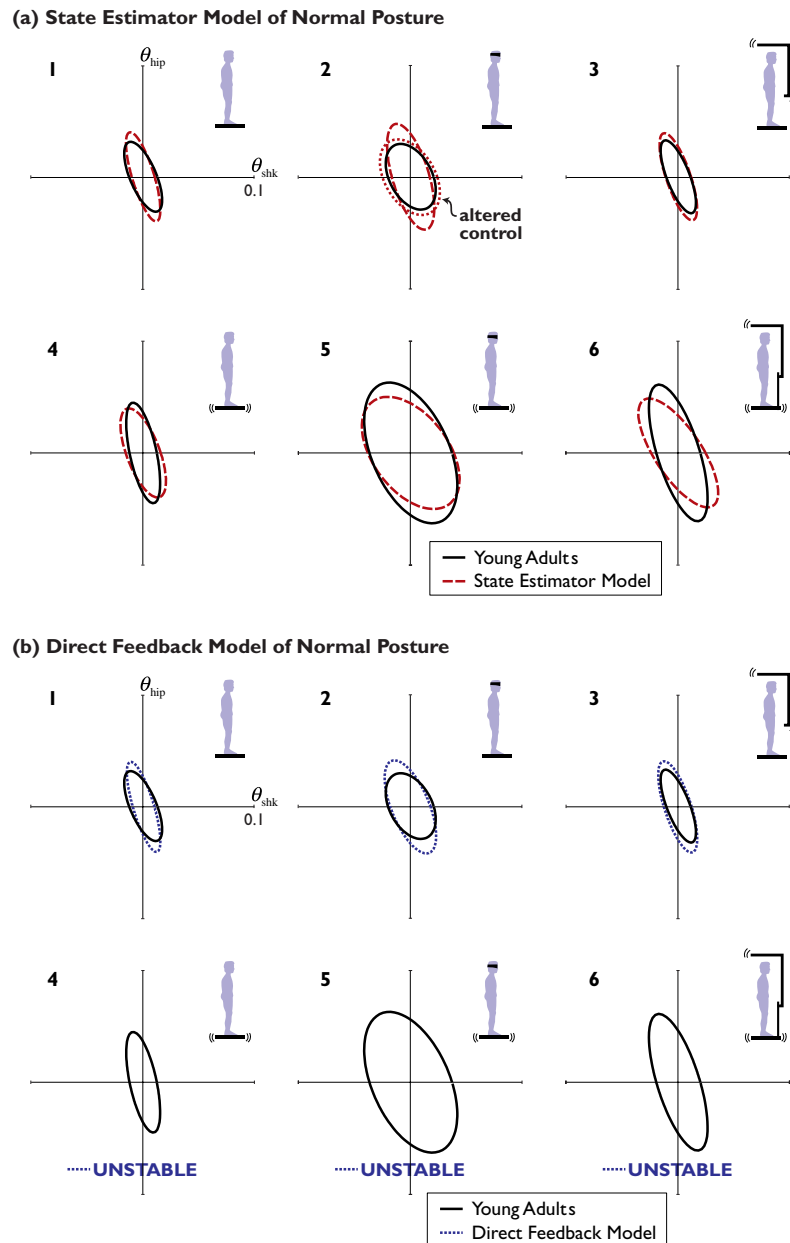 (a) State Estimator Model of Normal Posture
1
θhip
2
3
θshk
0.1
altered
control
4
5
6
Young Adults
State Estimator Model
(b) Direct Feedback Model of Normal Posture
1
θhip
2
3
θshk
0.1
4
5
6
UNSTABLE
UNSTABLE
UNSTABLE
Young Adults
Direct Feedback Model